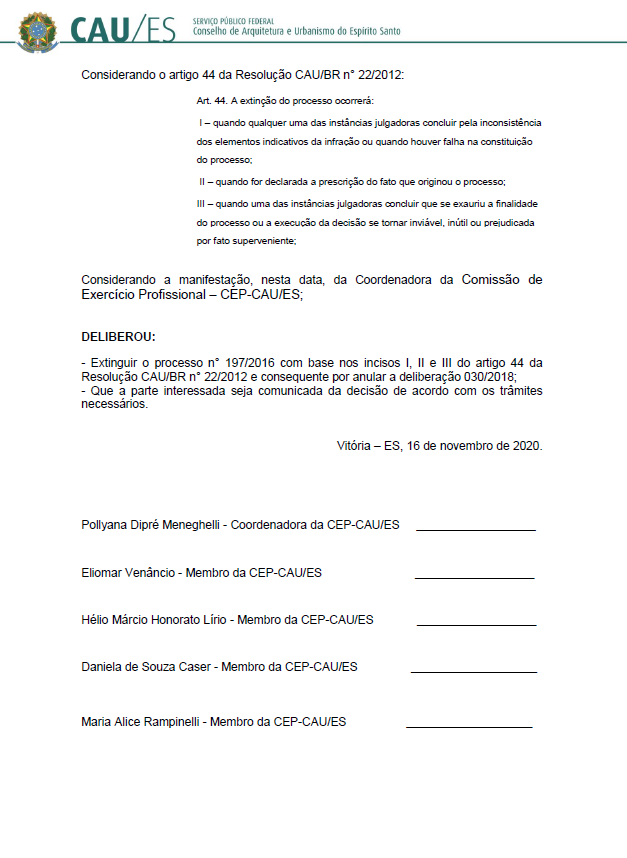 CAU/ES
SERVIÇO PÚBLICO FEDERAL
Conselho de Arquitetura e Urbanismo do Espírito Santo
Considerando o artigo 44 da Resolução CAU/BR n° 22/2012:
Art. 44. A extinção do processo ocorrerá:
I – quando qualquer uma das instâncias julgadoras concluir pela inconsistência
dos elementos indicativos da infração ou quando houver falha na constituição
do processo;
II – quando for declarada a prescrição do fato que originou o processo;
III – quando uma das instâncias julgadoras concluir que se exauriu a finalidade
do processo ou a execução da decisão se tornar inviável, inútil ou prejudicada
por fato superveniente;
Considerando a manifestação, nesta data, da Coordenadora da Comissão de
Exercício Profissional – CEP-CAU/ES;
DELIBEROU:
- Extinguir o processo n° 197/2016 com base nos incisos I, II e III do artigo 44 da
Resolução CAU/BR n° 22/2012 e consequente por anular a deliberação 030/2018;
- Que a parte interessada seja comunicada da decisão de acordo com os trâmites
necessários.
Vitória – ES, 16 de novembro de 2020.
Pollyana Dipré Meneghelli - Coordenadora da CEP-CAU/ES ___________________
Eliomar Venâncio - Membro da CEP-CAU/ES ___________________
Hélio Márcio Honorato Lírio - Membro da CEP-CAU/ES ___________________
Daniela de Souza Caser - Membro da CEP-CAU/ES ____________________
Maria Alice Rampinelli - Membro da CEP-CAU/ES ____________________